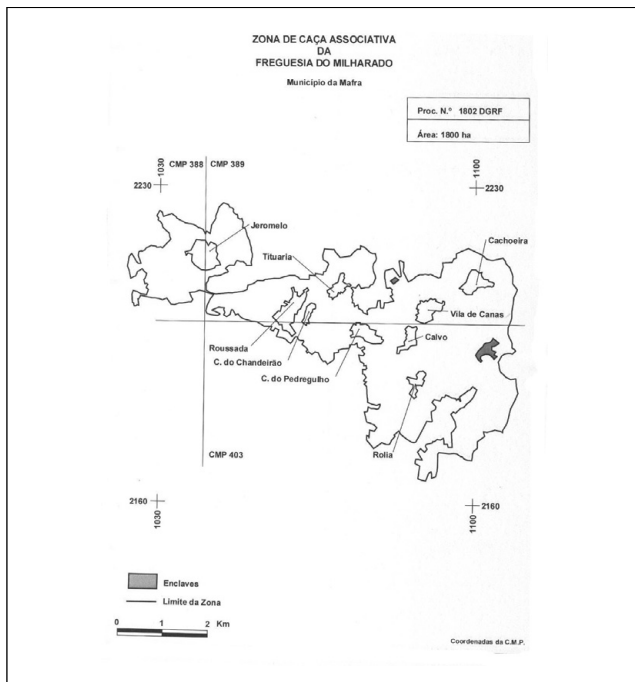 ZONA DE CAÇA ASSOCIATIVA
DA
FREGUESIA DO MILHARADO
Município da Mafra
Proc. N.º 1802 DGRF
Área: 1800 ha
CMP 388
CMP 389
1030
2230
1100
2230
Jeromelo
Tituaria
Cachoeira
Vila de Canas
Roussada
C. do Chandeirão
C. do Pedregulho
Calvo
Rolia
CMP 403
2160
1030
2160
1100
Enclaves
Limite da Zona
0 1 2 Km
Coordenadas da C.M.P.